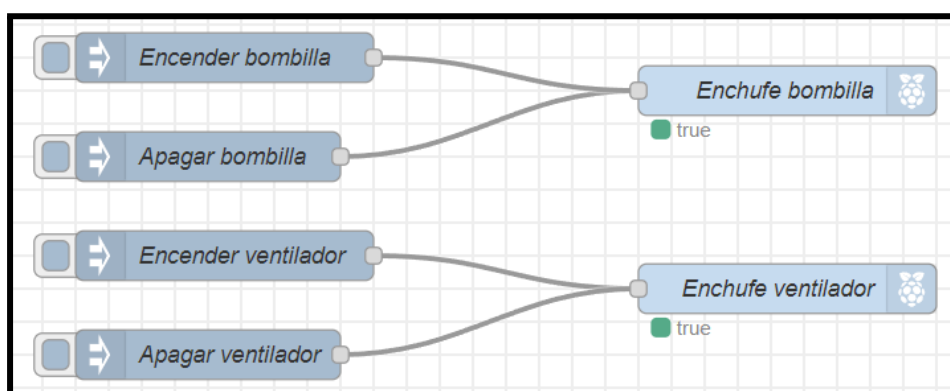 Encender bombilla
Enchufe bombilla
true
Apagar bombilla
Encender ventilador
Enchufe ventilador
true
Apagar ventilador